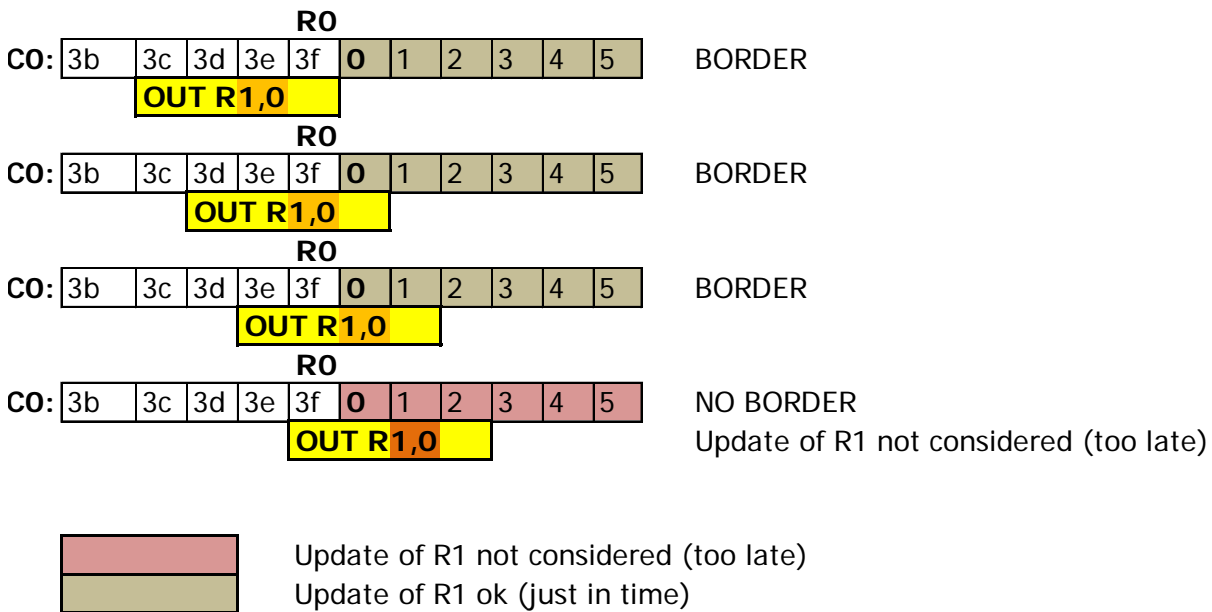 R0
C0: 3b 3c 3d 3e 3f 0 1 2 3 4 5 BORDER
OUT R1,0
R0
C0: 3b 3c 3d 3e 3f 0 1 2 3 4 5 BORDER
OUT R1,0
R0
C0: 3b 3c 3d 3e 3f 0 1 2 3 4 5 BORDER
OUT R1,0
R0
C0: 3b 3c 3d 3e 3f 0 1 2 3 4 5 NO BORDER
OUT R1,0 Update of R1 not considered (too late)
Update of R1 not considered (too late)
Update of R1 ok (just in time)